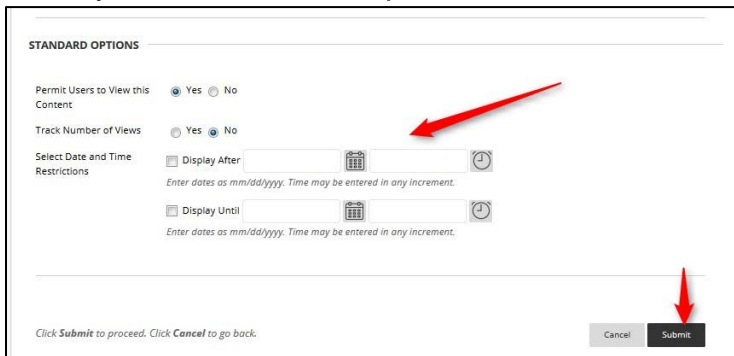 STANDARD OPTIONS
Permit Users to View this Content Yes No
Track Number of Views Yes No
Select Date and Time Restrictions Display After
Enter dates as mm/dd/yyyy. Time may be entered in any increment.
Display Until
Enter dates as mm/dd/yyyy. Time may be entered in any increment.
Click Submit to proceed. Click Cancel to go back. Cancel Submit